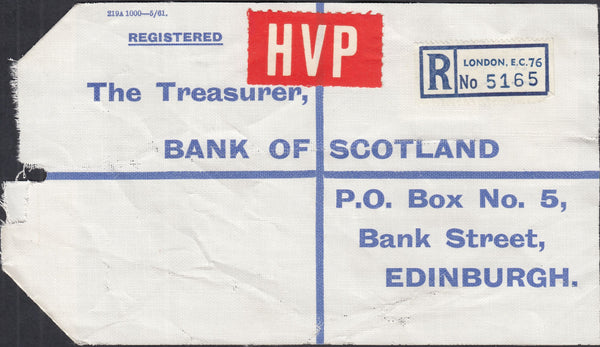 219A 1000—5/61.
REGISTERED
HVP
R
LONDON, E.C.76
No 5165
The Treasurer,
BANK OF SCOTLAND
P.O. Box No. 5,
Bank Street,
EDINBURGH.